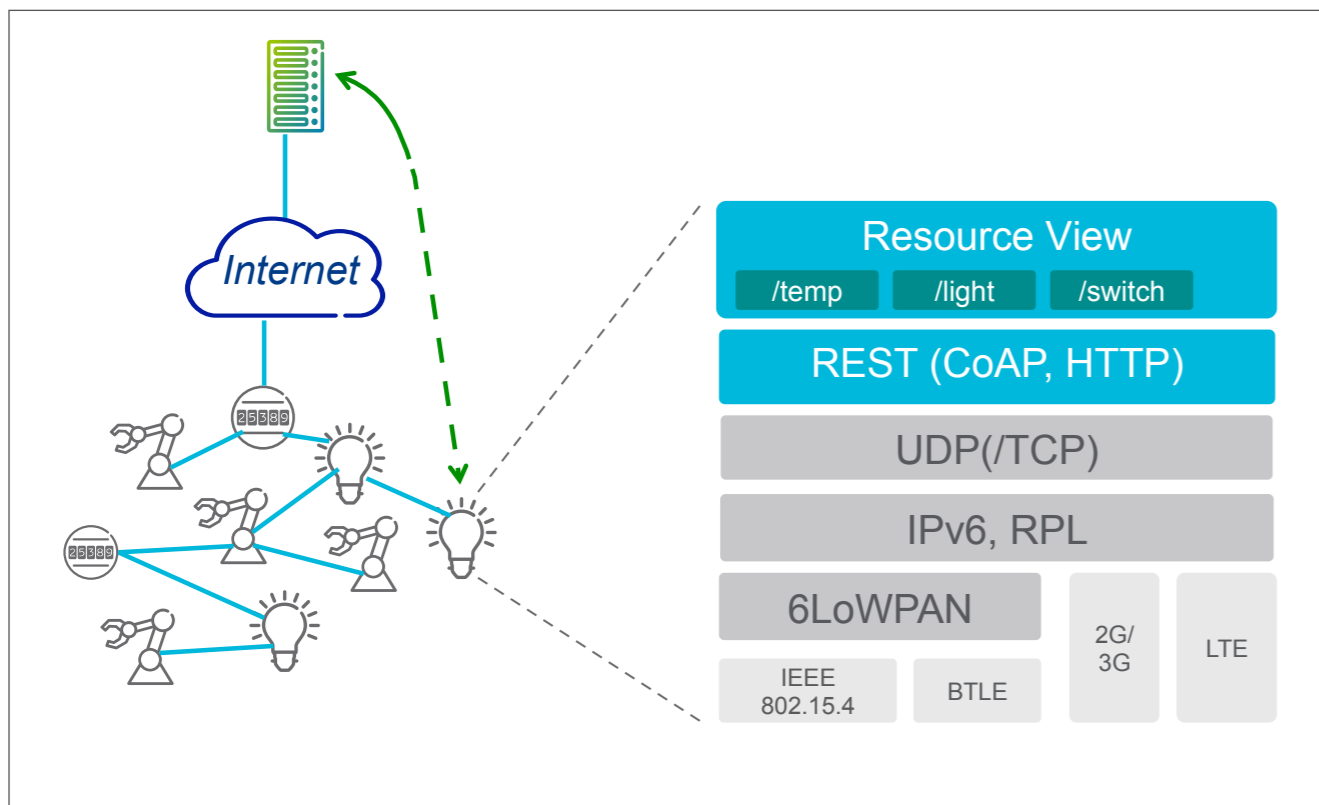 Internet
25389
25389
Resource View
/temp
/light
/switch
REST (CoAP, HTTP)
UDP(/TCP)
IPv6, RPL
6LoWPAN
2G/
3G
LTE
IEEE
802.15.4
BTLE